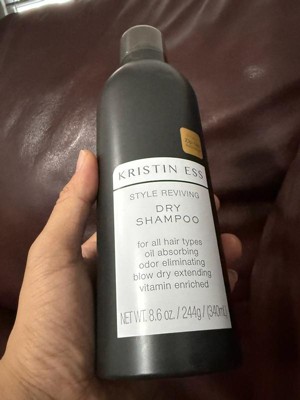 KRISTIN ESS
STYLE REVIVING
DRY
SHAMPOO
for all hair types
oil absorbing
odor eliminating
blow dry extending
vitamin enriched
NET WT. 8.6 oz. / 244g / (340mL)